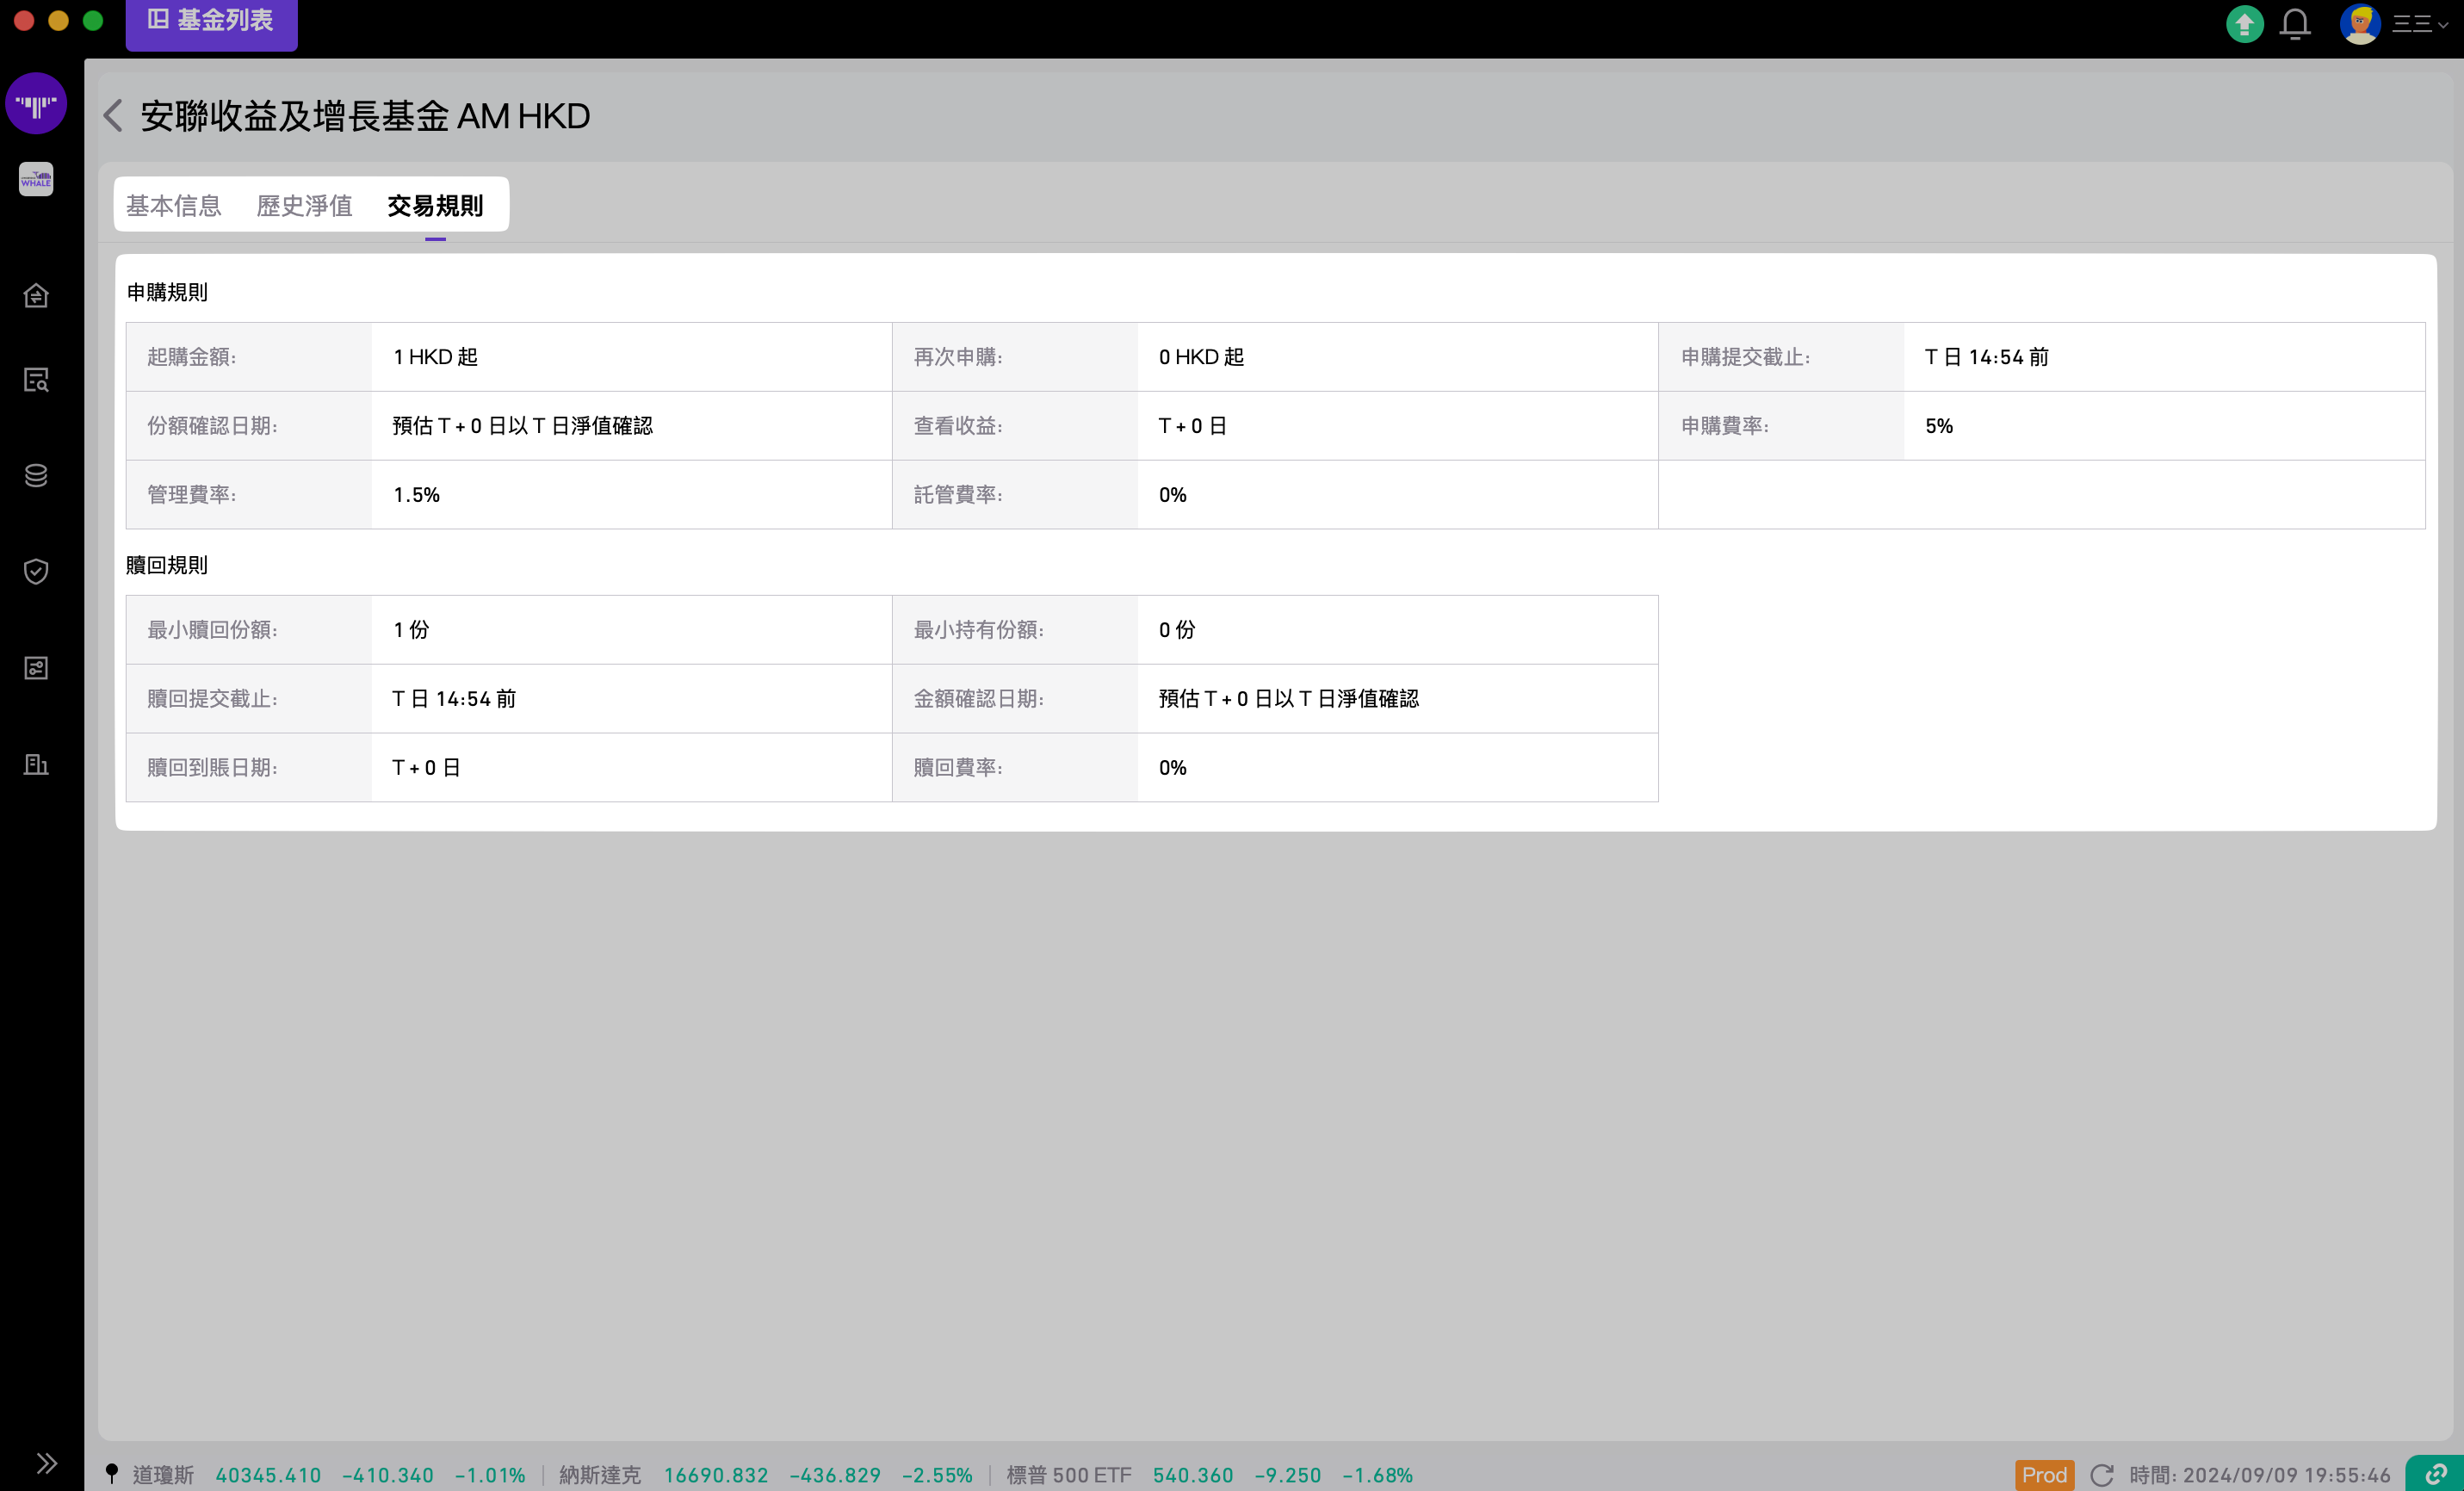 基金列表
三三
安聯收益及增長基金 AM HKD
WHALE
基本信息 歷史淨值 交易規則
申購規則
起購金額: 1 HKD 起 再次申購: 0 HKD 起 申購提交截止: T 日 14:54 前
份額確認日期: 預估 T + 0 日以 T 日淨值確認 查看收益: T + 0 日 申購費率: 5%
管理費率: 1.5% 託管費率: 0%
贖回規則
最小贖回份額: 1 份 最小持有份額: 0 份
贖回提交截止: T 日 14:54 前 金額確認日期: 預估 T + 0 日以 T 日淨值確認
贖回到賬日期: T + 0 日 贖回費率: 0%
道瓊斯 40345.410 -410.340 -1.01% 納斯達克 16690.832 -436.829 -2.55% 標普 500 ETF 540.360 -9.250 -1.68% Prod 時間: 2024/09/09 19:55:46